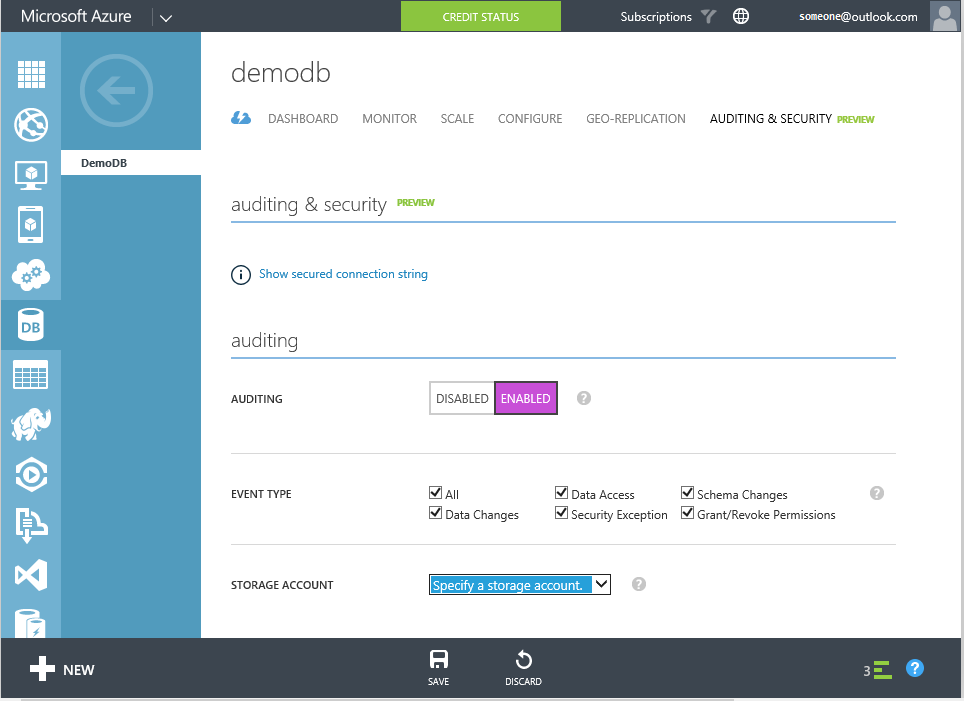 Microsoft Azure
CREDIT STATUS
Subscriptions
someone@outlook.com
DemoDB
demodb
DASHBOARD MONITOR SCALE CONFIGURE GEO-REPLICATION AUDITING & SECURITY PREVIEW
auditing & security PREVIEW
Show secured connection string
auditing
AUDITING DISABLED ENABLED ?
EVENT TYPE All Data Access Schema Changes ?
Data Changes Security Exception Grant/Revoke Permissions
STORAGE ACCOUNT Specify a storage account. ?
DB
NEW
SAVE
DISCARD
3
?